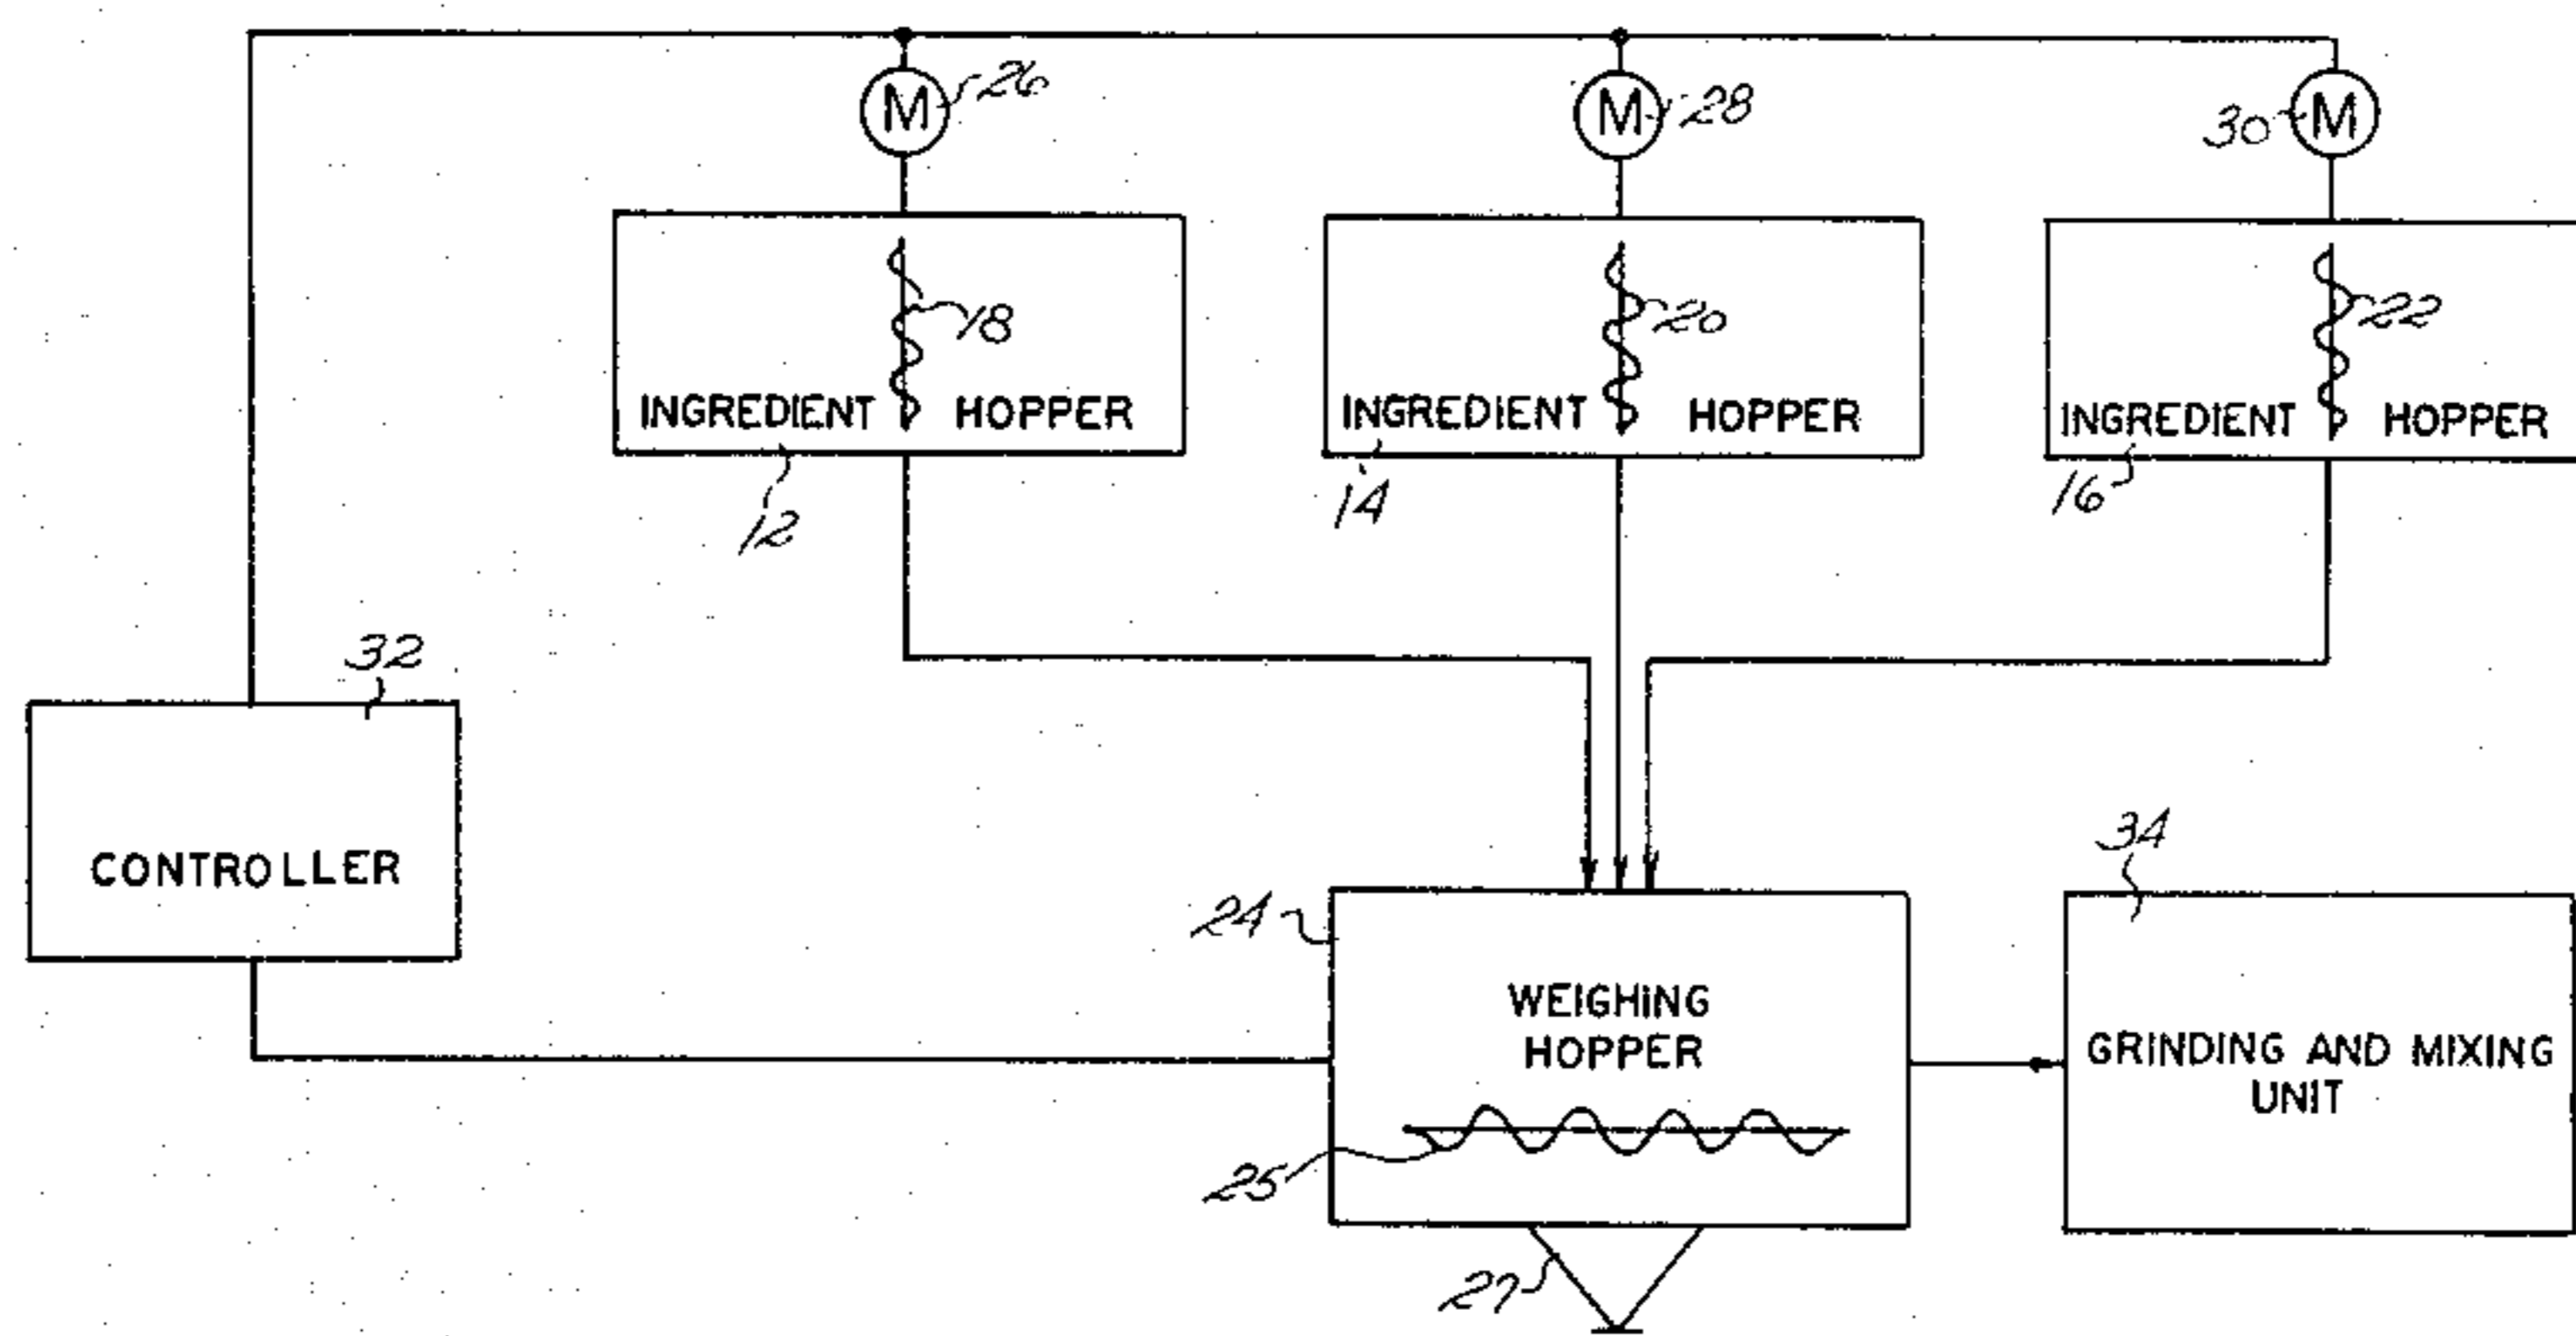 M 26
M 28
30 M
18
20
22
INGREDIENT HOPPER
INGREDIENT HOPPER
INGREDIENT HOPPER
12
14
16
32
CONTROLLER
34
24
WEIGHING
HOPPER
GRINDING AND MIXING
UNIT
25
27